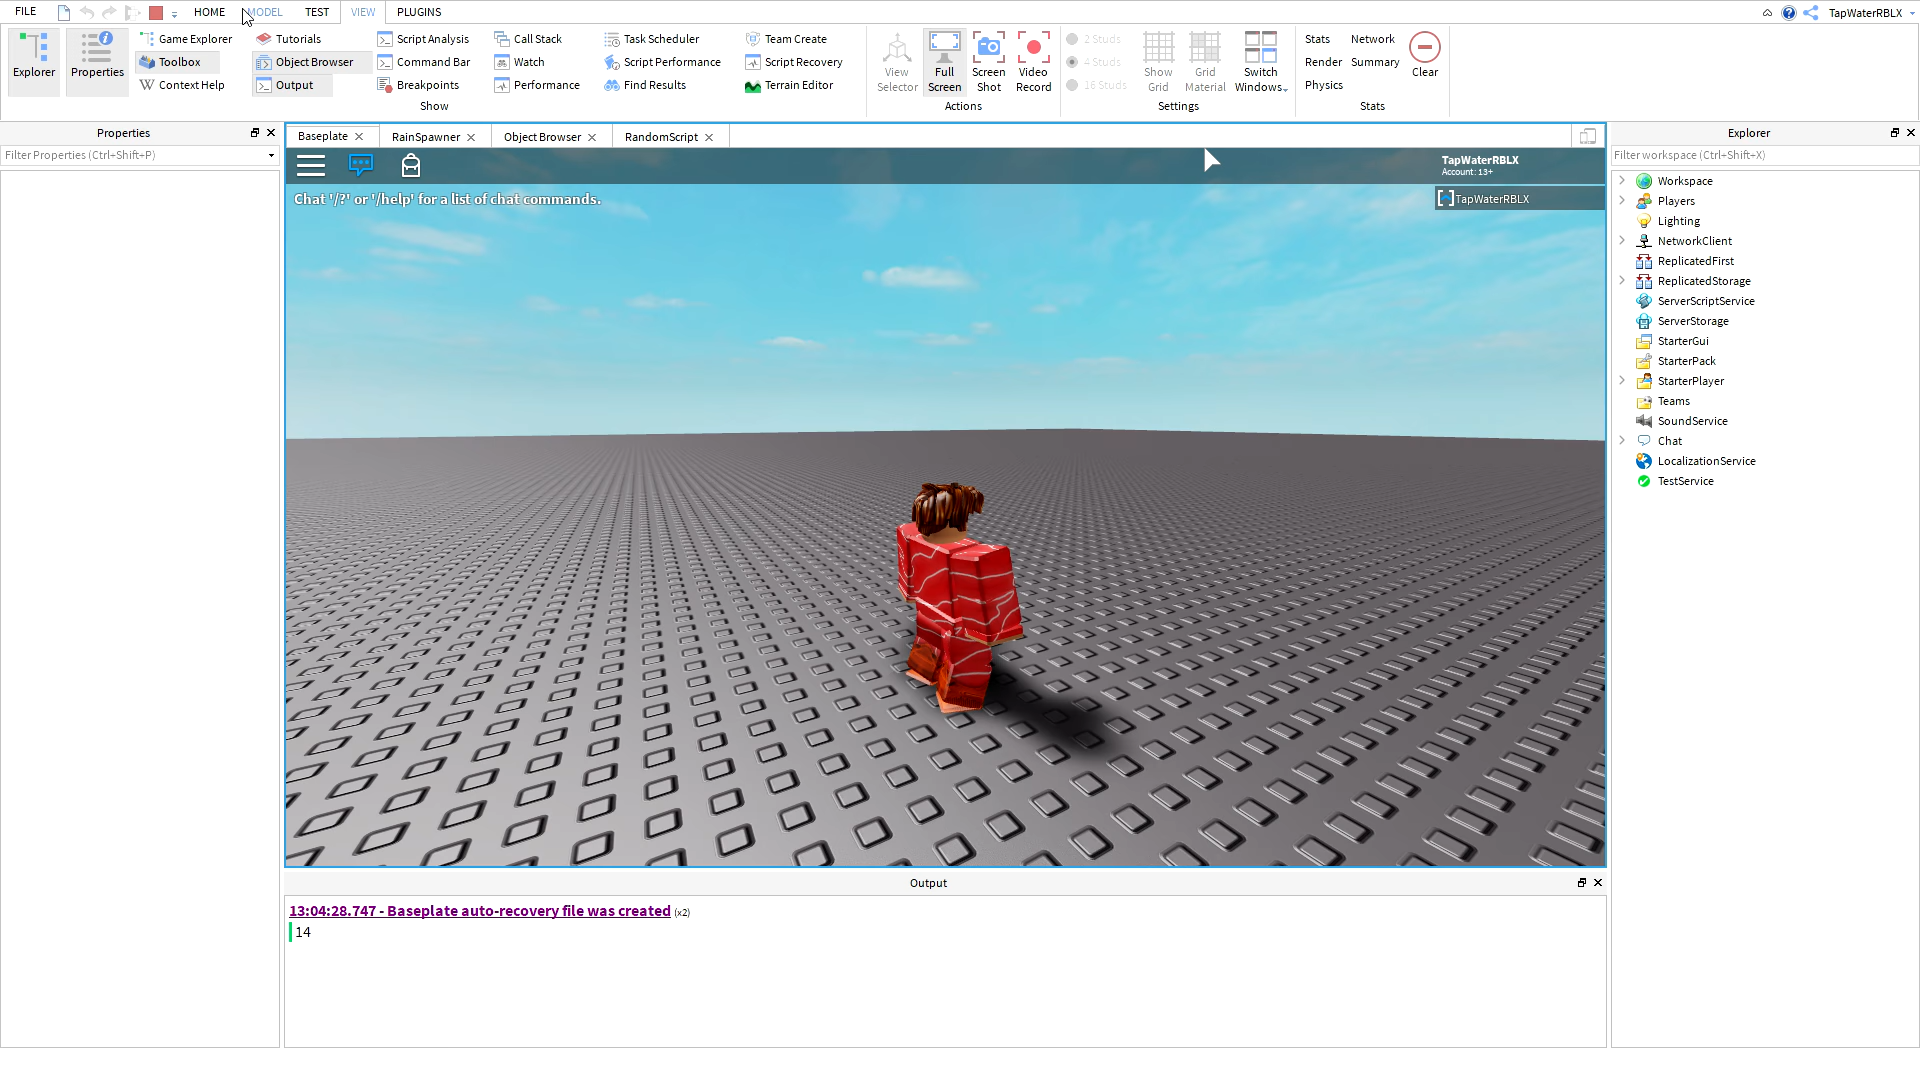 FILE HOME MODEL TEST VIEW PLUGINS TapWaterRBLX
Explorer
Properties
Game Explorer
Toolbox
Context Help
Tutorials
Object Browser
Output
Script Analysis
Command Bar
Breakpoints
Call Stack
Watch
Performance
Task Scheduler
Script Performance
Find Results
Team Create
Script Recovery
Terrain Editor
Show
View
Selector
Full
Screen
Screen
Shot
Video
Record
Actions
2 Studs
4 Studs
16 Studs
Show
Grid
Grid
Material
Switch
Windows
Settings
Stats Network
Render Summary
Physics
Clear
Stats
Properties
Filter Properties (Ctrl+Shift+P)
Baseplate RainSpawner Object Browser RandomScript
TapWaterRBLX
Account: 13+
Chat '/?' or '/help' for a list of chat commands.
TapWaterRBLX
Output
13:04:28.747 - Baseplate auto-recovery file was created (x2)
14
Explorer
Filter workspace (Ctrl+Shift+X)
Workspace
Players
Lighting
NetworkClient
ReplicatedFirst
ReplicatedStorage
ServerScriptService
ServerStorage
StarterGui
StarterPack
StarterPlayer
Teams
SoundService
Chat
LocalizationService
TestService